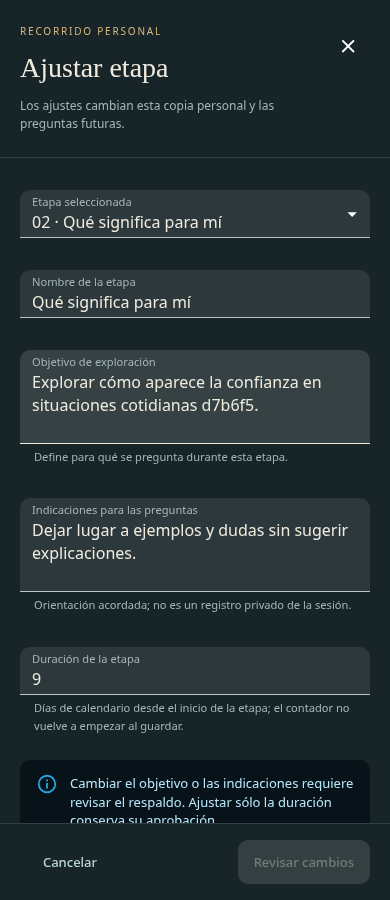 RECORRIDO PERSONAL
Ajustar etapa
Los ajustes cambian esta copia personal y las
preguntas futuras.
Etapa seleccionada
02 · Qué significa para mí
Nombre de la etapa
Qué significa para mí
Objetivo de exploración
Explorar cómo aparece la confianza en
situaciones cotidianas d7b6f5.
Define para qué se pregunta durante esta etapa.
Indicaciones para las preguntas
Dejar lugar a ejemplos y dudas sin sugerir
explicaciones.
Orientación acordada; no es un registro privado de la sesión.
Duración de la etapa
9
Días de calendario desde el inicio de la etapa; el contador no
vuelve a empezar al guardar.
Cambiar el objetivo o las indicaciones requiere
revisar el respaldo. Ajustar sólo la duración
conserva su aprobación.
Cancelar
Revisar cambios